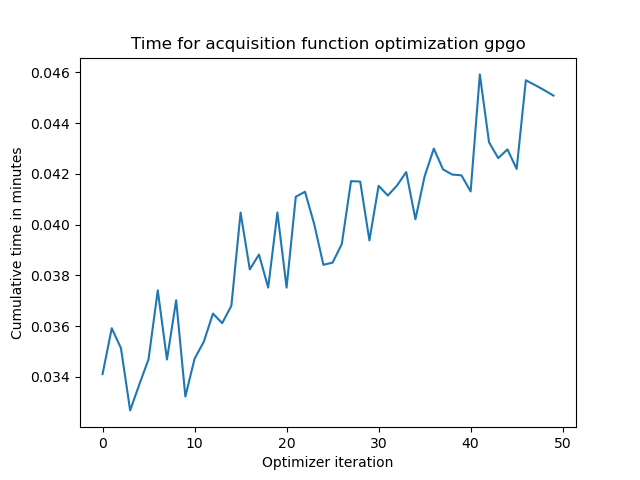 Time for acquisition function optimization gpgo
0.046
0.044
0.042
0.040
0.038
0.036
0.034
Cumulative time in minutes
0 10 20 30 40 50
Optimizer iteration